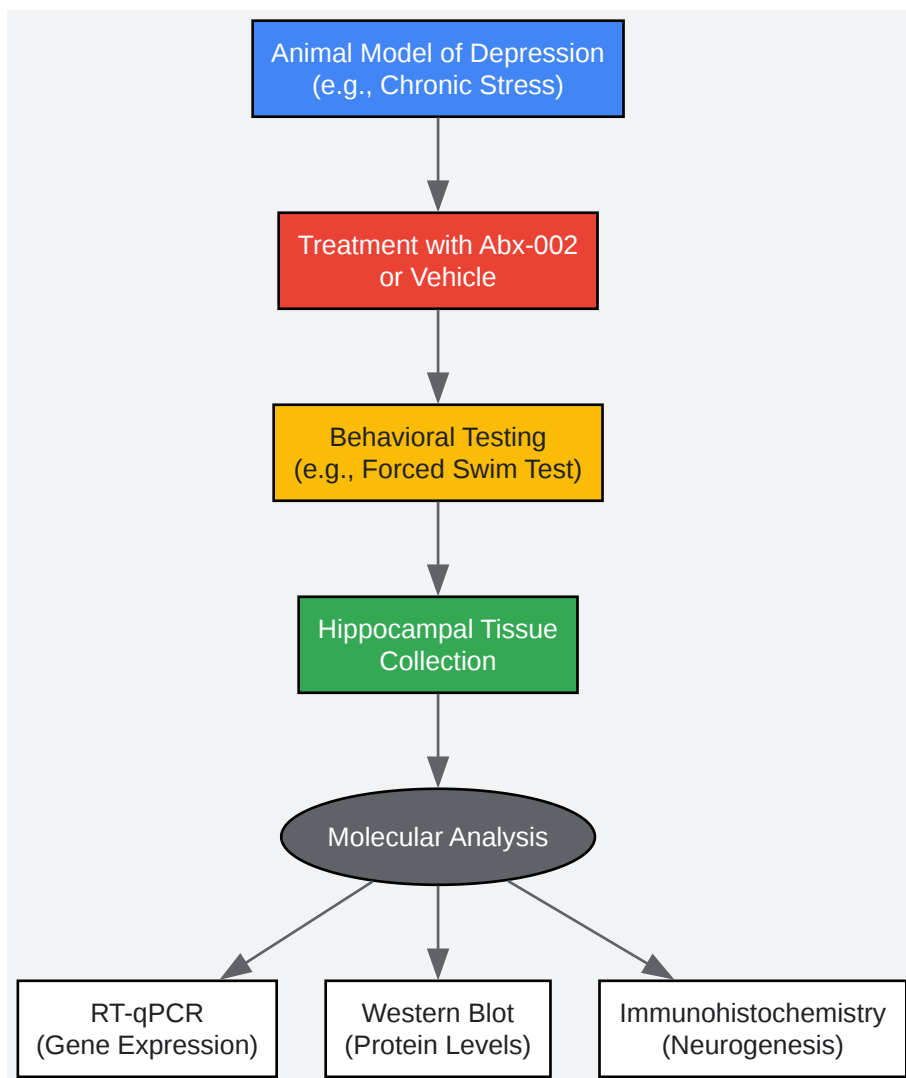 Animal Model of Depression
(e.g., Chronic Stress)
Treatment with Abx-002
or Vehicle
Behavioral Testing
(e.g., Forced Swim Test)
Hippocampal Tissue
Collection
Molecular Analysis
RT-qPCR
(Gene Expression)
Western Blot
(Protein Levels)
Immunohistochemistry
(Neurogenesis)